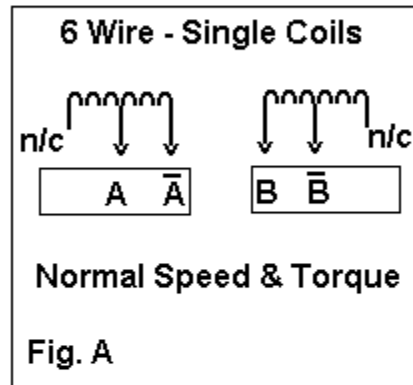 6 Wire - Single Coils
n/c n/c
A A̅ B B̅
Normal Speed & Torque
Fig. A